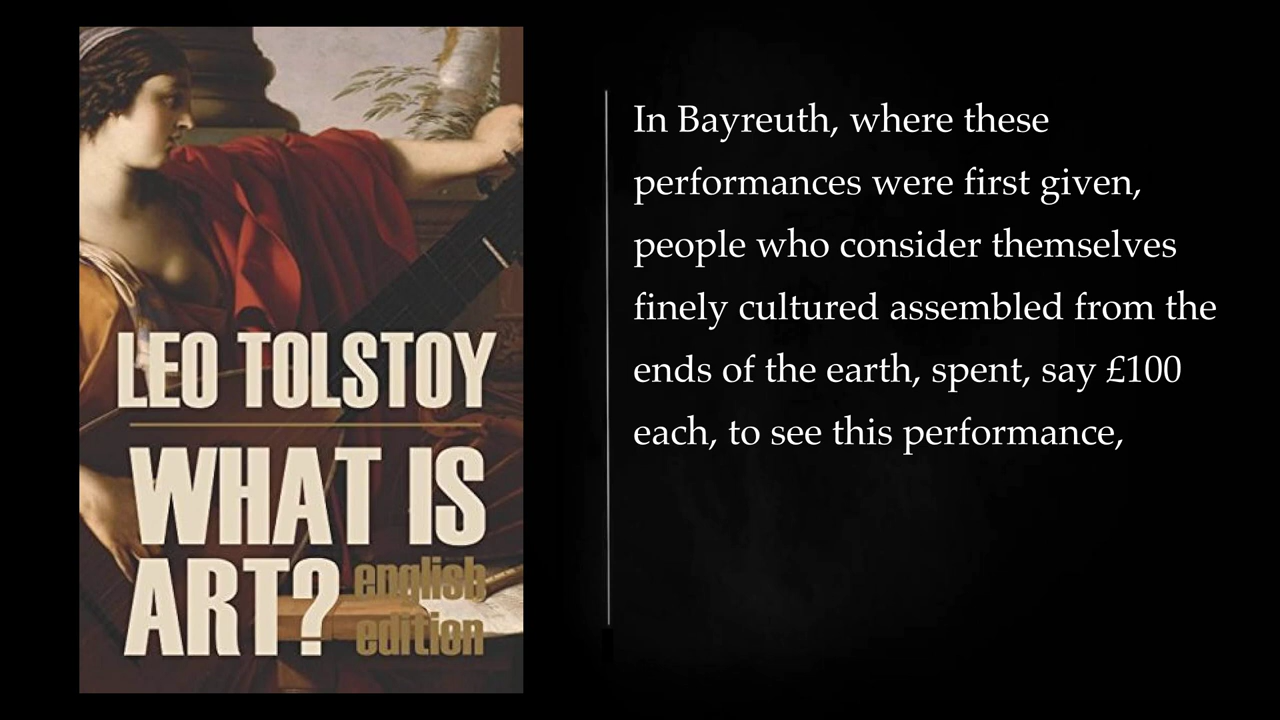 LEO TOLSTOY
WHAT IS
ART?
english
edition
In Bayreuth, where these
performances were first given,
people who consider themselves
finely cultured assembled from the
ends of the earth, spent, say £100
each, to see this performance,